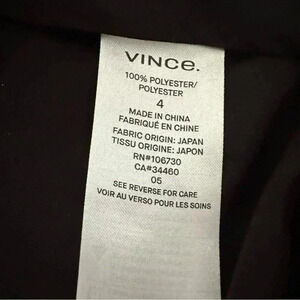 VINCE.
100% POLYESTER/
POLYESTER
4
MADE IN CHINA
FABRIQUÉ EN CHINE
FABRIC ORIGIN: JAPAN
TISSU ORIGINE: JAPON
RN#106730
CA#34460
05
SEE REVERSE FOR CARE
VOIR AU VERSO POUR LES SOINS